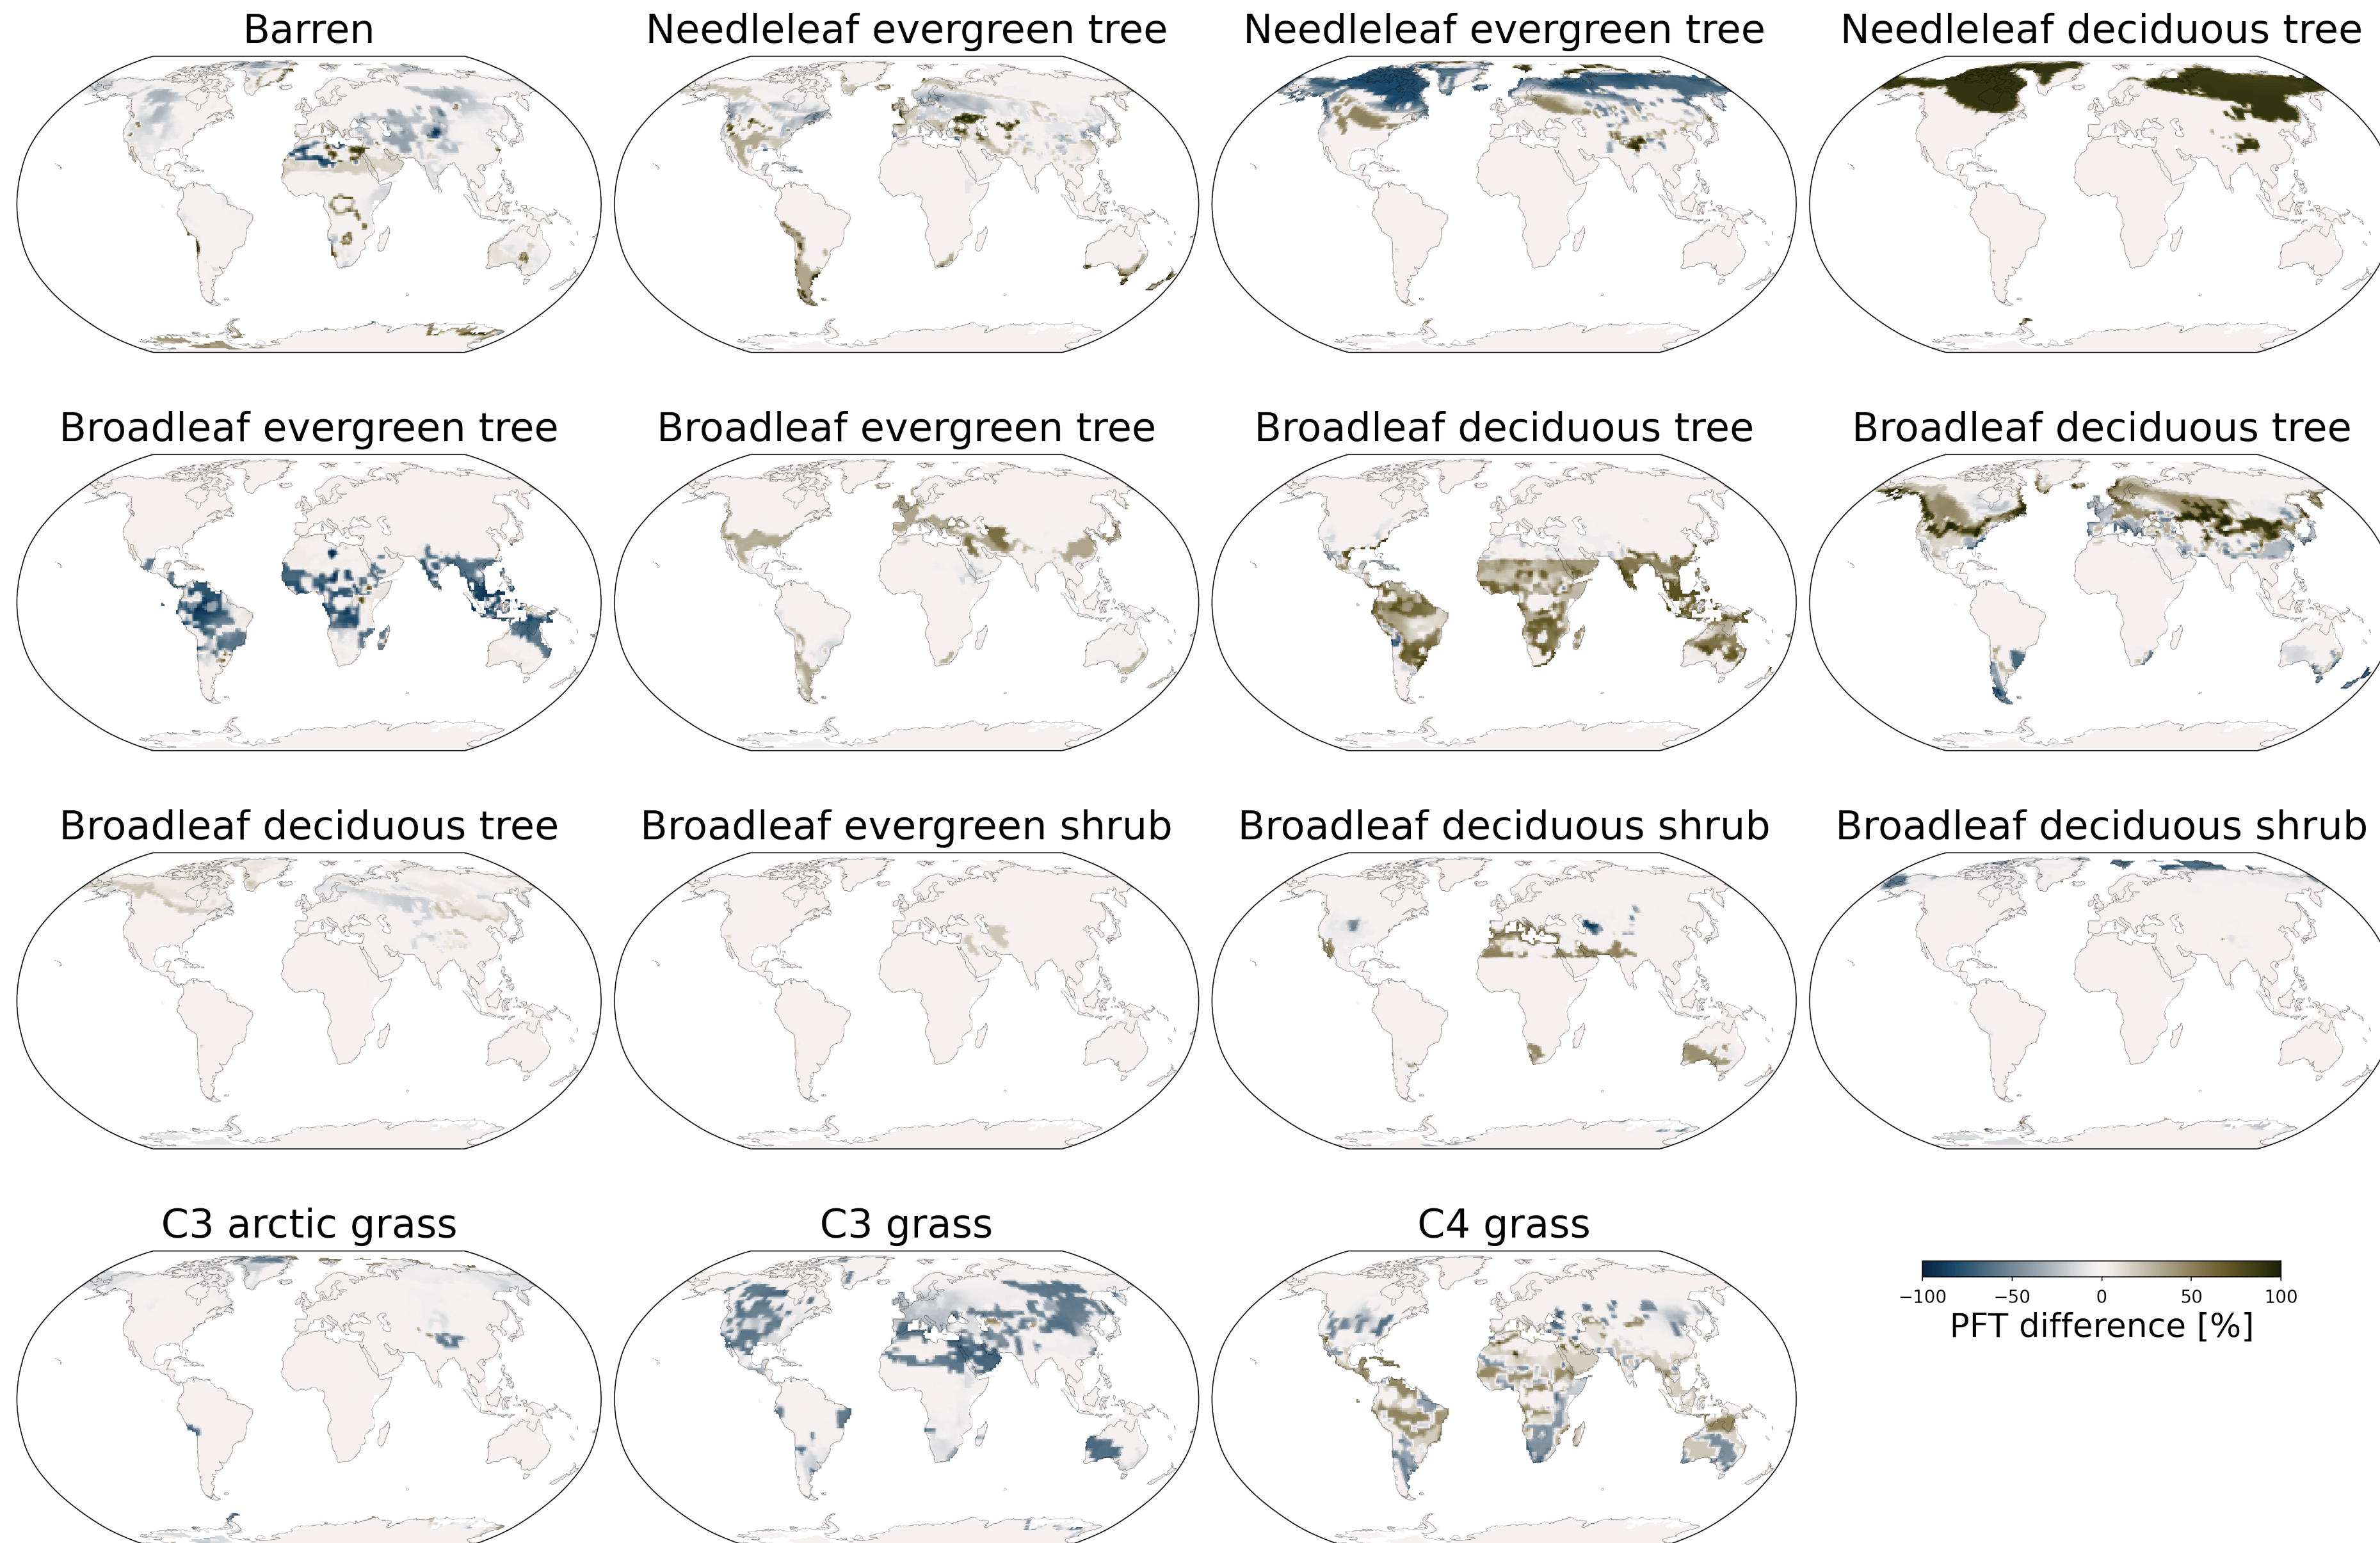 Barren
Needleleaf evergreen tree
Needleleaf evergreen tree
Needleleaf deciduous tree
Broadleaf evergreen tree
Broadleaf evergreen tree
Broadleaf deciduous tree
Broadleaf deciduous tree
Broadleaf deciduous tree
Broadleaf evergreen shrub
Broadleaf deciduous shrub
Broadleaf deciduous shrub
C3 arctic grass
C3 grass
C4 grass
−100 −50 0 50 100
PFT difference [%]